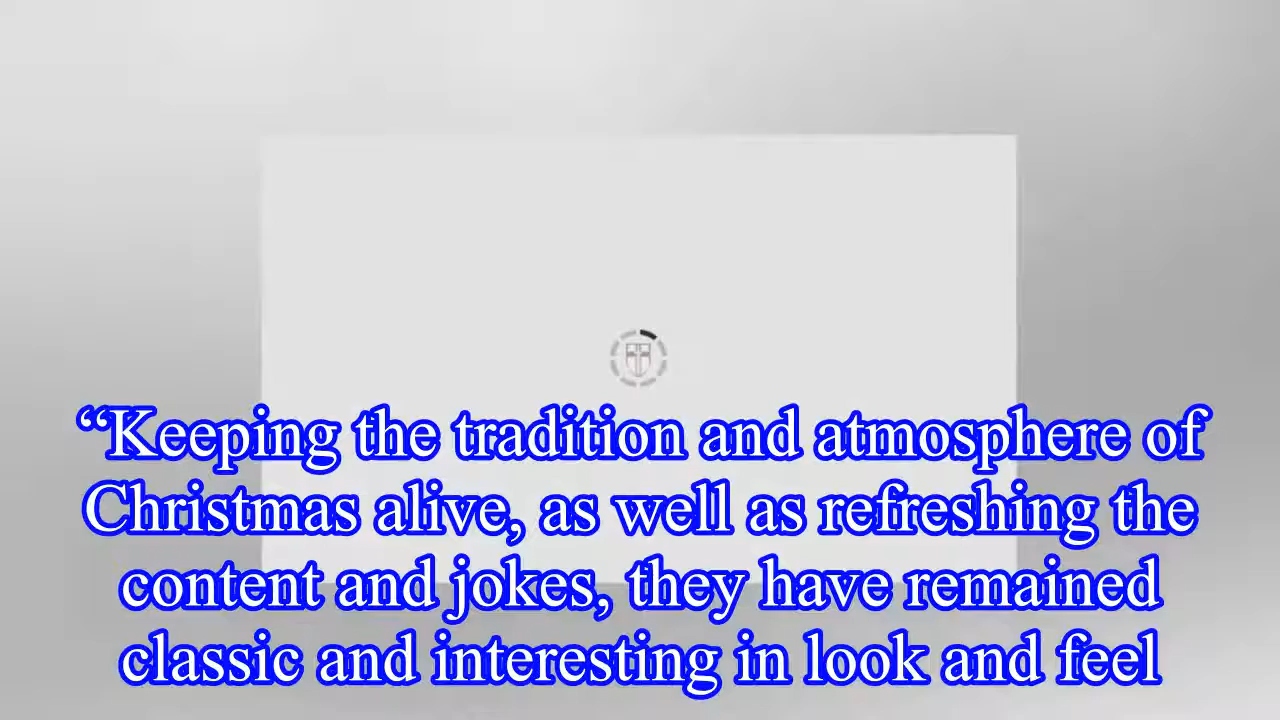 “Keeping the tradition and atmosphere of
Christmas alive, as well as refreshing the
content and jokes, they have remained
classic and interesting in look and feel